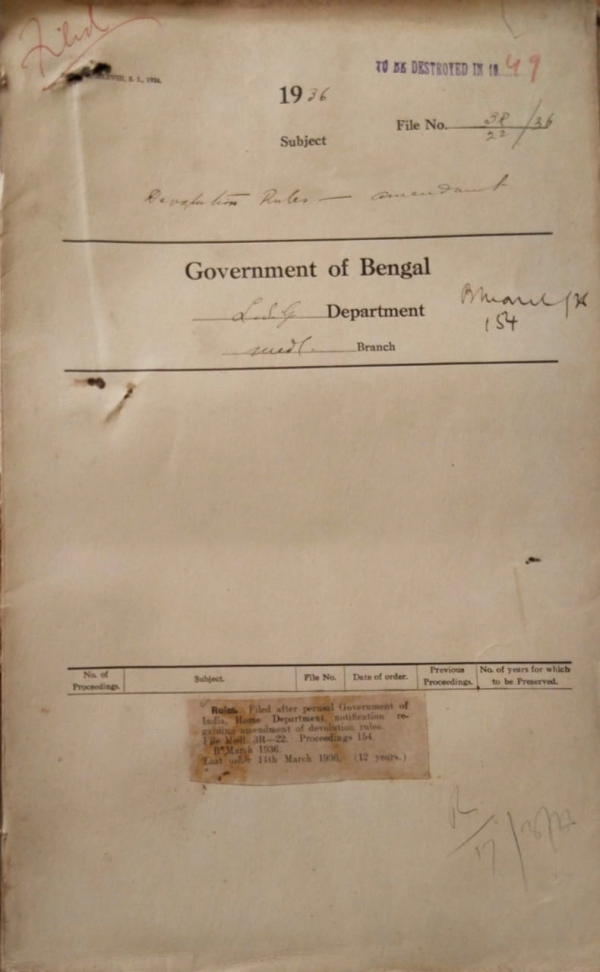 Filed
TO BE DESTROYED IN 1949
1936
File No. 22/36
Subject
Devolution Rules — amendment
Government of Bengal
L.S.G. Department
154
Medl. Branch
No. of Proceedings. Subject. File No. Date of order. Previous Proceedings. No. of years for which to be Preserved.
Rules. Filed after perusal Government of
India, Home Department, notification re-
garding amendment of devolution rules.
File Medl. 3R—22. Proceedings 154.
B March 1936.
Last order 14th March 1936. (12 years.)